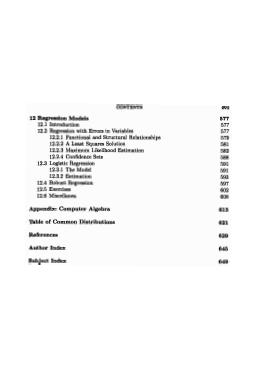 CONTENTS
12 Regression Models 577
12.1 Introduction 577
12.2 Regression with Errors in Variables 577
12.2.1 Functional and Structural Relationships 579
12.2.2 A Least Squares Solution 581
12.2.3 Maximum Likelihood Estimation 583
12.2.4 Confidence Sets 588
12.3 Logistic Regression 591
12.3.1 The Model 591
12.3.2 Estimation 593
12.4 Robust Regression 597
12.5 Exercises 602
12.6 Miscellanea 608
Appendix: Computer Algebra 613
Table of Common Distributions 621
References 629
Author Index 645
Subject Index 649